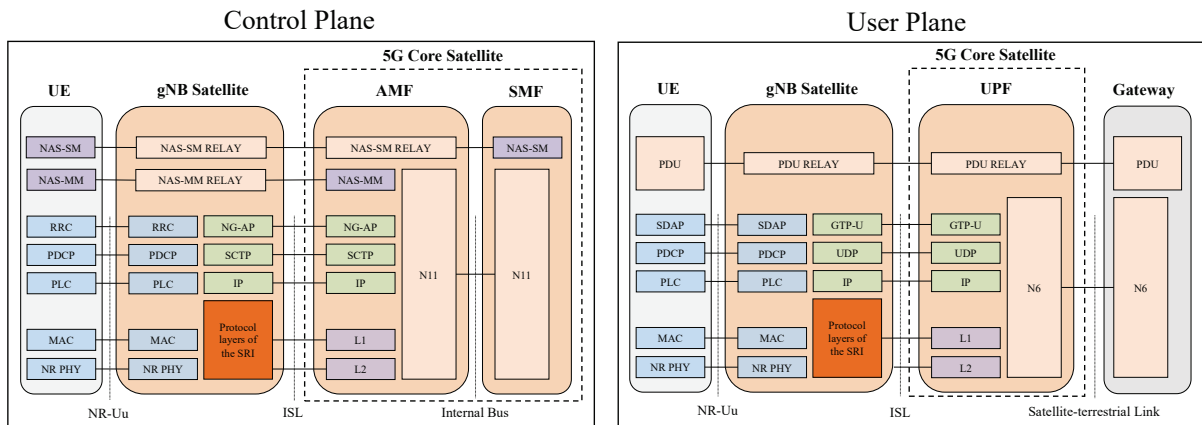 Control Plane
5G Core Satellite
UE
gNB Satellite
AMF
SMF
NAS-SM
NAS-SM RELAY
NAS-SM RELAY
NAS-SM
NAS-MM
NAS-MM RELAY
NAS-MM
RRC
RRC
NG-AP
NG-AP
PDCP
PDCP
SCTP
SCTP
N11
N11
PLC
PLC
IP
IP
Protocol
layers of
the SRI
MAC
MAC
L1
NR PHY
NR PHY
L2
NR-Uu
ISL
Internal Bus
User Plane
5G Core Satellite
UE
gNB Satellite
UPF
Gateway
PDU
PDU RELAY
PDU RELAY
PDU
SDAP
SDAP
GTP-U
GTP-U
PDCP
PDCP
UDP
UDP
PLC
PLC
IP
IP
N6
N6
Protocol
layers of
the SRI
MAC
MAC
L1
NR PHY
NR PHY
L2
NR-Uu
ISL
Satellite-terrestrial Link